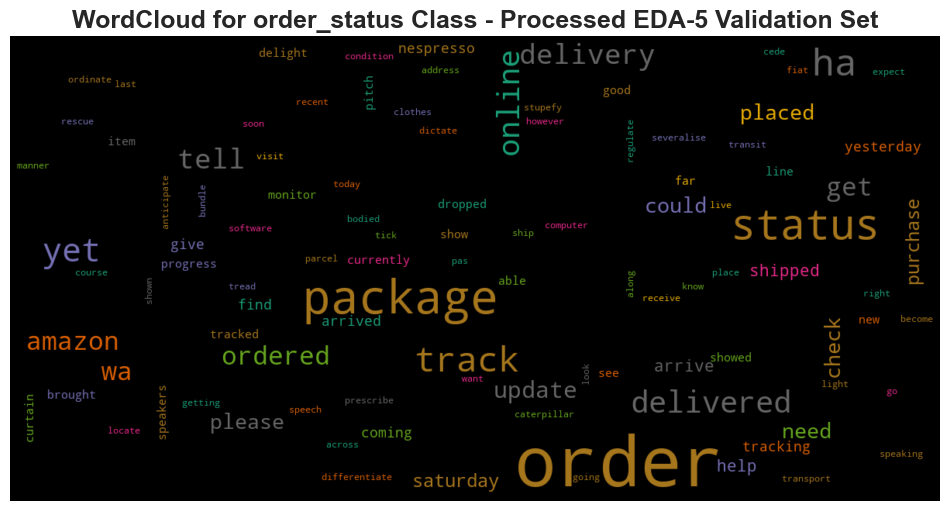 WordCloud for order_status Class - Processed EDA-5 Validation Set
delight
condition
nespresso
delivery
cede
ha
fiat
expect
ordinate
last
address
online
pitch
recent
stupefy
good
placed
clothes
however
rescue
soon
dictate
regulate
severalise
transit
yesterday
item
tell
visit
manner
line
far
get
anticipate
bundle
monitor
today
dropped
could
live
status
purchase
software
bodied
computer
yet
give
tick
show
ship
course
progress
parcel
currently
pas
shipped
shown
tread
package
able
along
place
know
right
find
receive
arrived
new
become
tracked
amazon
ordered
track
check
showed
wa
want
look
see
arrive
light
brought
speakers
update
go
curtain
getting
speech
prescribe
delivered
locate
please
caterpillar
coming
need
across
tracking
order
help
speaking
differentiate
saturday
going
transport